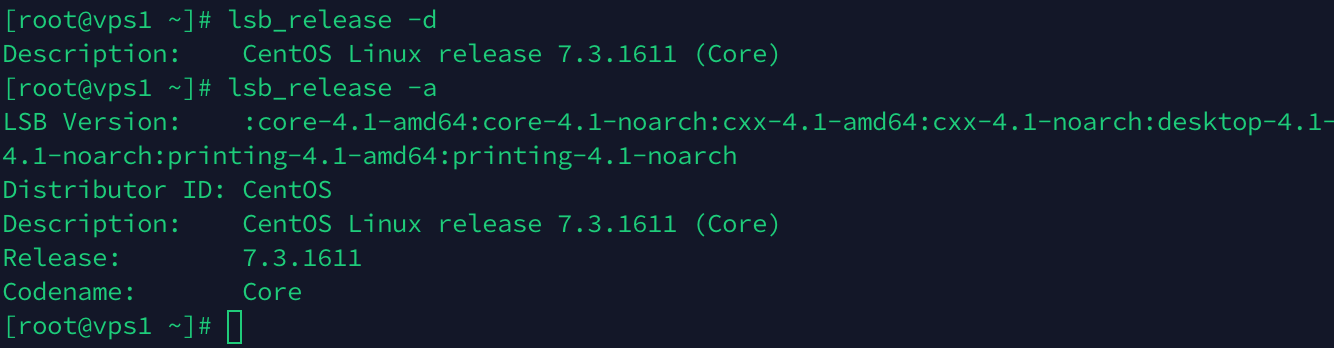 [root@vps1 ~]# lsb_release -d
Description:    CentOS Linux release 7.3.1611 (Core)
[root@vps1 ~]# lsb_release -a
LSB Version:    :core-4.1-amd64:core-4.1-noarch:cxx-4.1-amd64:cxx-4.1-noarch:desktop-4.1-
4.1-noarch:printing-4.1-amd64:printing-4.1-noarch
Distributor ID: CentOS
Description:    CentOS Linux release 7.3.1611 (Core)
Release:        7.3.1611
Codename:       Core
[root@vps1 ~]#